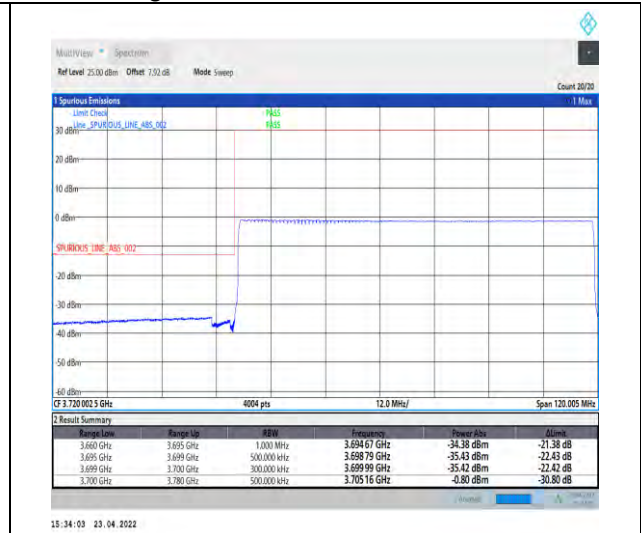 MultiView Spectrum
Ref Level 25.00 dBm Offset 7.92 dB Mode Sweep
Count 20/20
1 Spurious Emissions 1 Max
Limit Check PASS
Line _SPURIOUS_LINE_ABS_002 PASS
30 dBm
20 dBm
10 dBm
0 dBm
_SPURIOUS_LINE_ABS_002
-20 dBm
-30 dBm
-40 dBm
-50 dBm
-60 dBm
CF 3.720 002 5 GHz 4004 pts 12.0 MHz/ Span 120.005 MHz
2 Result Summary
Range Low Range Up RBW Frequency Power Abs ΔLimit
3.660 GHz 3.695 GHz 1.000 MHz 3.694 67 GHz -34.38 dBm -21.38 dB
3.695 GHz 3.699 GHz 500.000 kHz 3.698 79 GHz -35.43 dBm -22.43 dB
3.699 GHz 3.700 GHz 300.000 kHz 3.699 99 GHz -35.42 dBm -22.42 dB
3.700 GHz 3.780 GHz 500.000 kHz 3.705 16 GHz -0.80 dBm -30.80 dB
15:34:03 23.04.2022